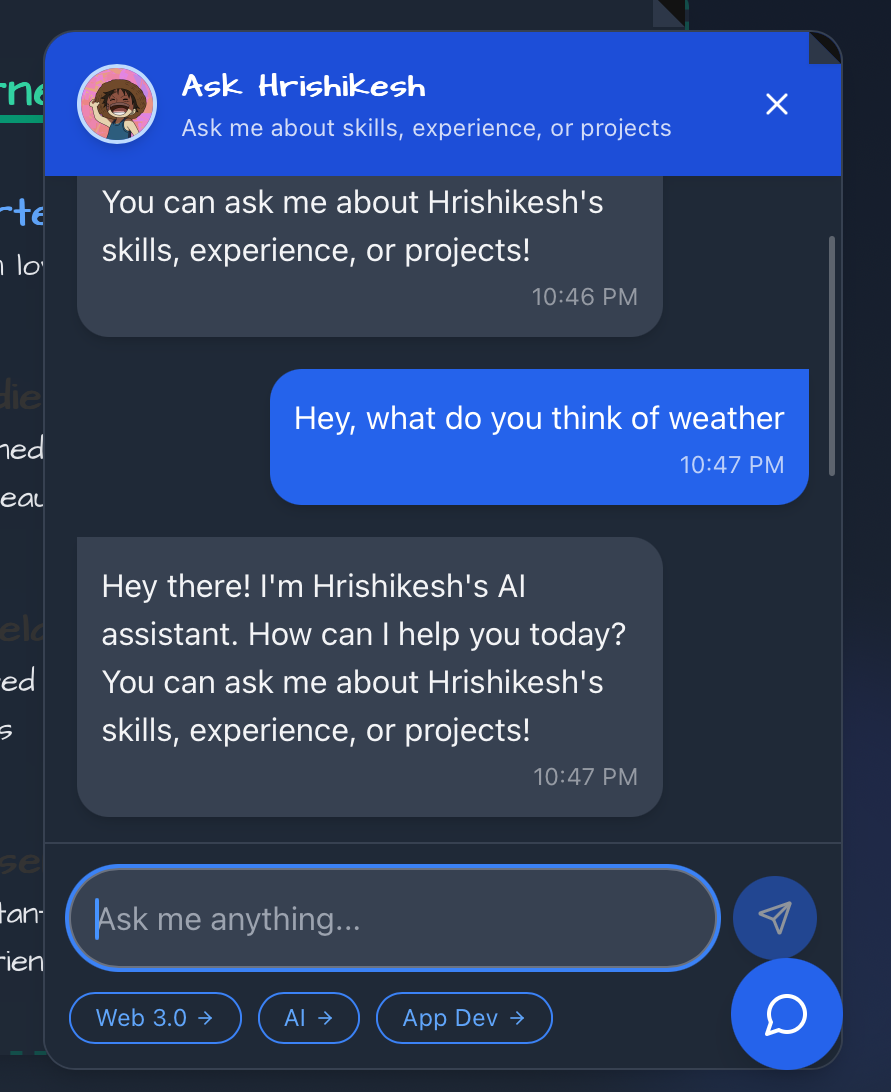 Ask Hrishikesh
Ask me about skills, experience, or projects
You can ask me about Hrishikesh's
skills, experience, or projects!
10:46 PM
Hey, what do you think of weather
10:47 PM
Hey there! I'm Hrishikesh's AI
assistant. How can I help you today?
You can ask me about Hrishikesh's
skills, experience, or projects!
10:47 PM
Ask me anything...
Web 3.0 →
AI →
App Dev →